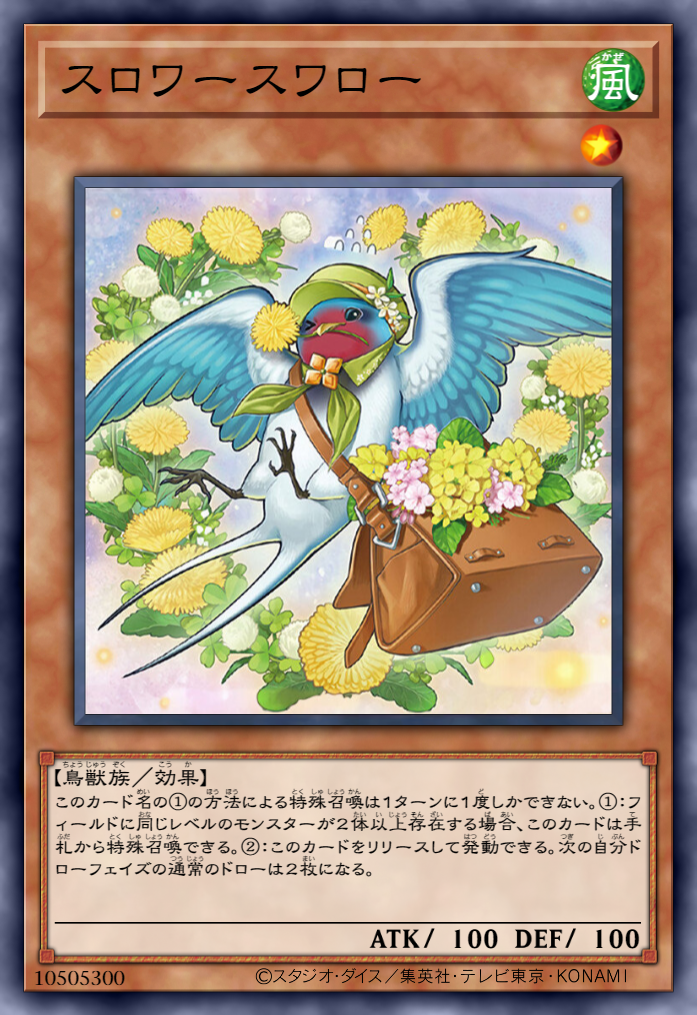 スロワースワロー
風
かぜ
【鳥獣族／効果】
このカード名の①の方法による特殊召喚は1ターンに1度しかできない。①：フ
ィールドに同じレベルのモンスターが2体以上存在する場合、このカードは手
札から特殊召喚できる。②：このカードをリリースして発動できる。次の自分ド
ローフェイズの通常のドローは2枚になる。
ATK/ 100 DEF/ 100
10505300 ©スタジオ・ダイス／集英社・テレビ東京・KONAMI